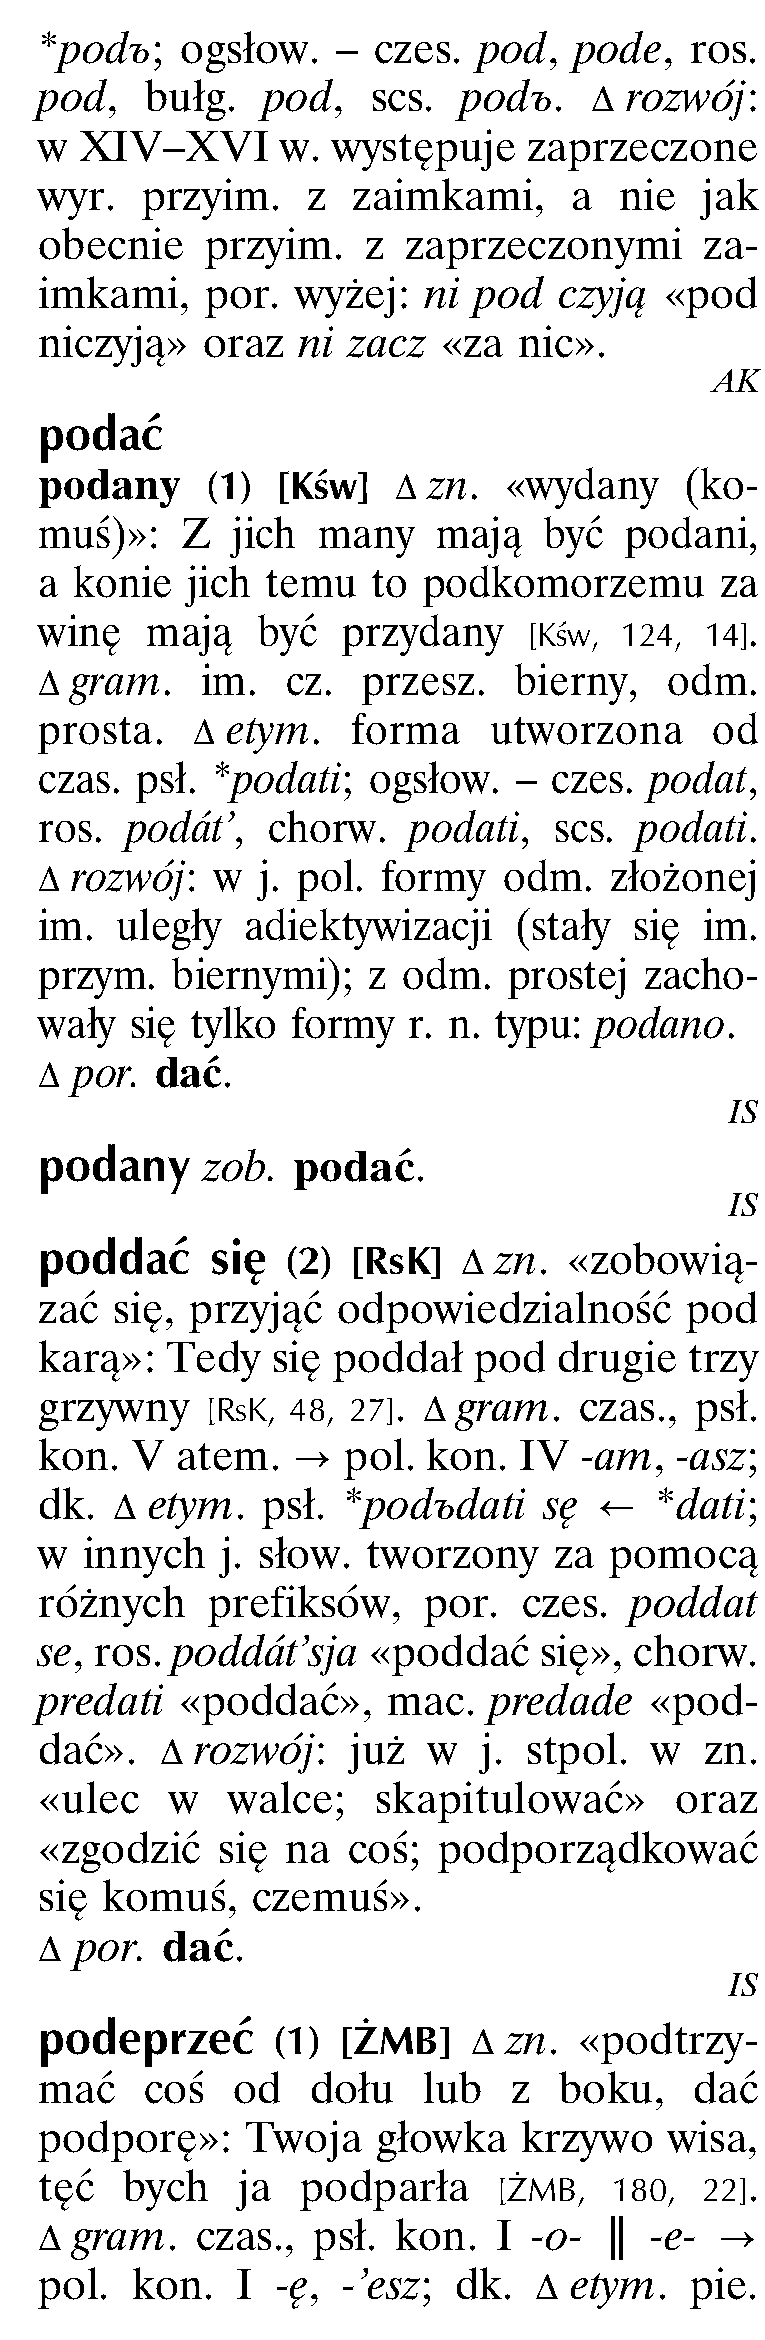 *podъ; ogsłow. – czes. pod, pode, ros.
pod, bułg. pod, scs. podъ. Δ rozwój:
w XIV–XVI w. występuje zaprzeczone
wyr. przyim. z zaimkami, a nie jak
obecnie przyim. z zaprzeczonymi za-
imkami, por. wyżej: ni pod czyją «pod
niczyją» oraz ni zacz «za nic».
AK
podać
podany (1) [Kśw] Δ zn. «wydany (ko-
muś)»: Z jich many mają być podani,
a konie jich temu to podkomorzemu za
winę mają być przydany [Kśw, 124, 14].
Δ gram. im. cz. przesz. bierny, odm.
prosta. Δ etym. forma utworzona od
czas. psł. *podati; ogsłow. – czes. podat,
ros. podát’, chorw. podati, scs. podati.
Δ rozwój: w j. pol. formy odm. złożonej
im. uległy adiektywizacji (stały się im.
przym. biernymi); z odm. prostej zacho-
wały się tylko formy r. n. typu: podano.
Δ por. dać.
IS
podany zob. podać.
IS
poddać się (2) [RsK] Δ zn. «zobowią-
zać się, przyjąć odpowiedzialność pod
karą»: Tedy się poddał pod drugie trzy
grzywny [RsK, 48, 27]. Δ gram. czas., psł.
kon. V atem. → pol. kon. IV -am, -asz;
dk. Δ etym. psł. *podъdati sę ← *dati;
w innych j. słow. tworzony za pomocą
różnych prefiksów, por. czes. poddat
se, ros. poddát’sja «poddać się», chorw.
predati «poddać», mac. predade «pod-
dać». Δ rozwój: już w j. stpol. w zn.
«ulec w walce; skapitulować» oraz
«zgodzić się na coś; podporządkować
się komuś, czemuś».
Δ por. dać.
IS
podeprzeć (1) [ŻMB] Δ zn. «podtrzy-
mać coś od dołu lub z boku, dać
podporę»: Twoja głowka krzywo wisa,
tęć bych ja podparła [ŻMB, 180, 22].
Δ gram. czas., psł. kon. I -o- || -e- →
pol. kon. I -ę, -’esz; dk. Δ etym. pie.